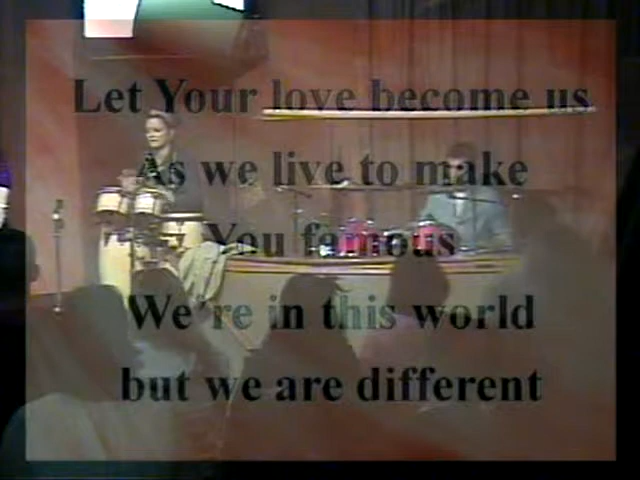 Let Your love become us
As we live to make
You famous
We're in this world
but we are different